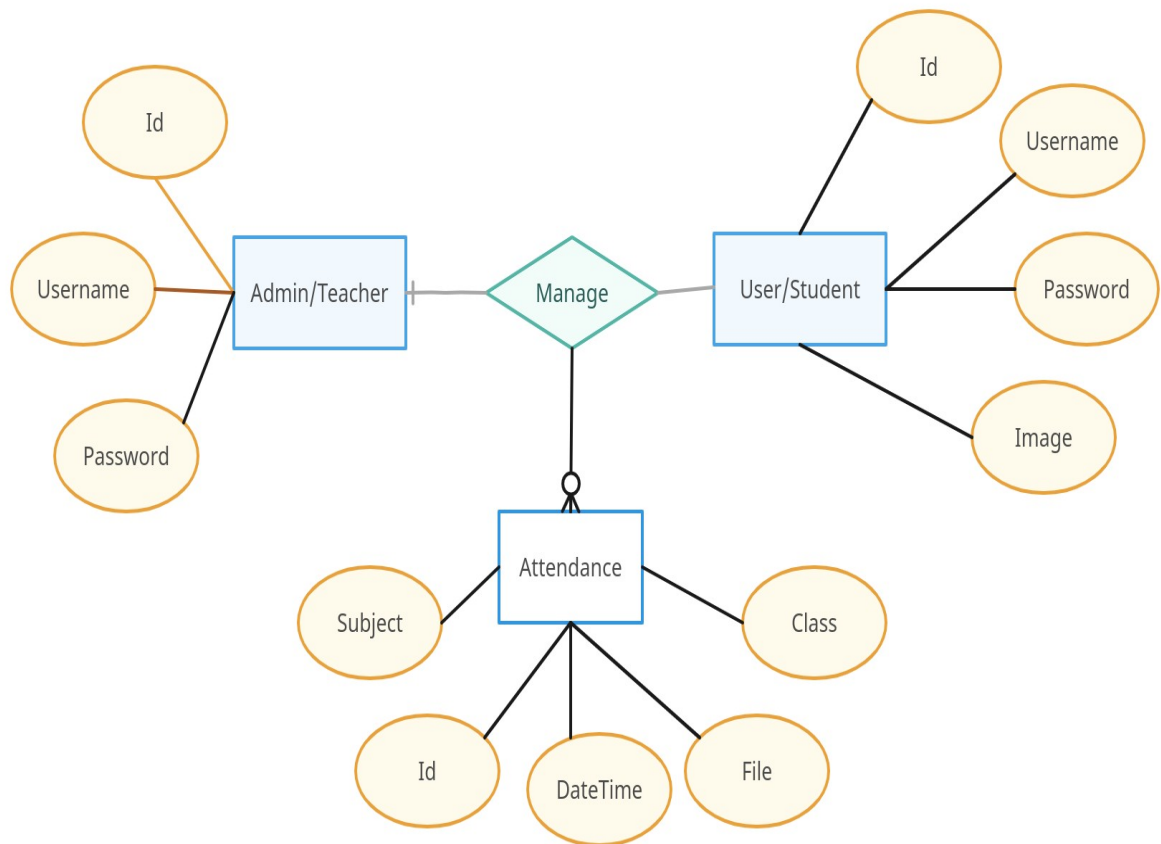 Id
Id
Username
Username
Admin/Teacher
Manage
User/Student
Password
Password
Image
Attendance
Subject
Class
Id
DateTime
File